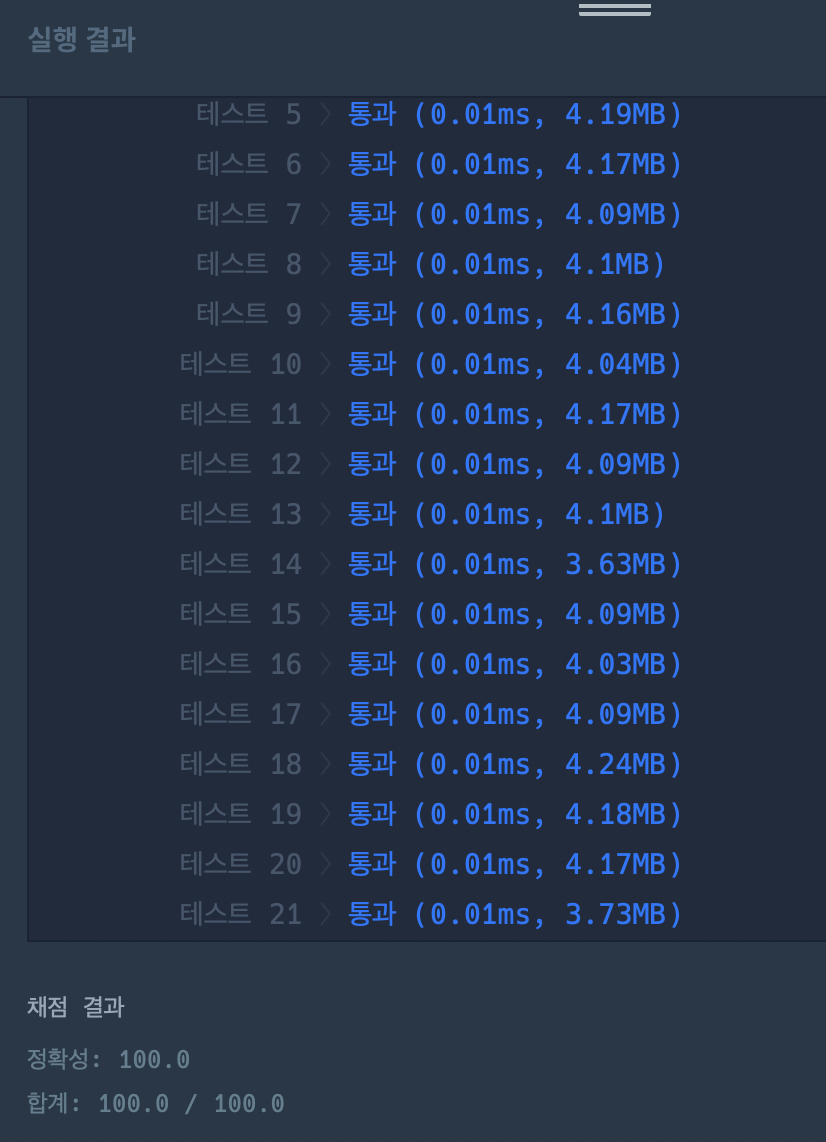 실행 결과
테스트 5 〉 통과 (0.01ms, 4.19MB)
테스트 6 〉 통과 (0.01ms, 4.17MB)
테스트 7 〉 통과 (0.01ms, 4.09MB)
테스트 8 〉 통과 (0.01ms, 4.1MB)
테스트 9 〉 통과 (0.01ms, 4.16MB)
테스트 10 〉 통과 (0.01ms, 4.04MB)
테스트 11 〉 통과 (0.01ms, 4.17MB)
테스트 12 〉 통과 (0.01ms, 4.09MB)
테스트 13 〉 통과 (0.01ms, 4.1MB)
테스트 14 〉 통과 (0.01ms, 3.63MB)
테스트 15 〉 통과 (0.01ms, 4.09MB)
테스트 16 〉 통과 (0.01ms, 4.03MB)
테스트 17 〉 통과 (0.01ms, 4.09MB)
테스트 18 〉 통과 (0.01ms, 4.24MB)
테스트 19 〉 통과 (0.01ms, 4.18MB)
테스트 20 〉 통과 (0.01ms, 4.17MB)
테스트 21 〉 통과 (0.01ms, 3.73MB)
채점 결과
정확성: 100.0
합계: 100.0 / 100.0